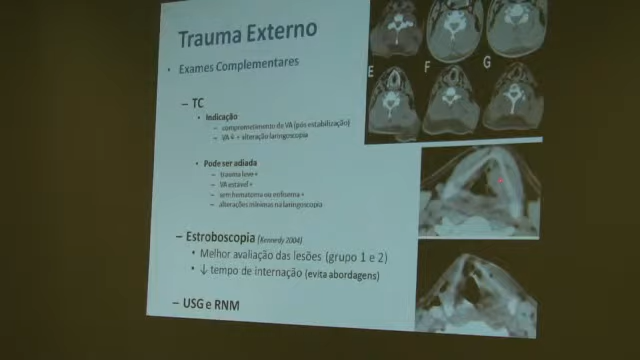 Trauma Externo
• Exames Complementares
– TC
• Indicação
– comprometimento de VA (pós estabilização)
– alteração laringoscopia
• Pode ser adiada
– trauma leve
– VA estável
– sem hematoma ou enfisema
– alterações mínimas na laringoscopia
– Estroboscopia (Kennedy 2004)
• Melhor avaliação das lesões (grupo 1 e 2)
• ↓ tempo de internação (evita abordagens)
– USG e RNM
E F G